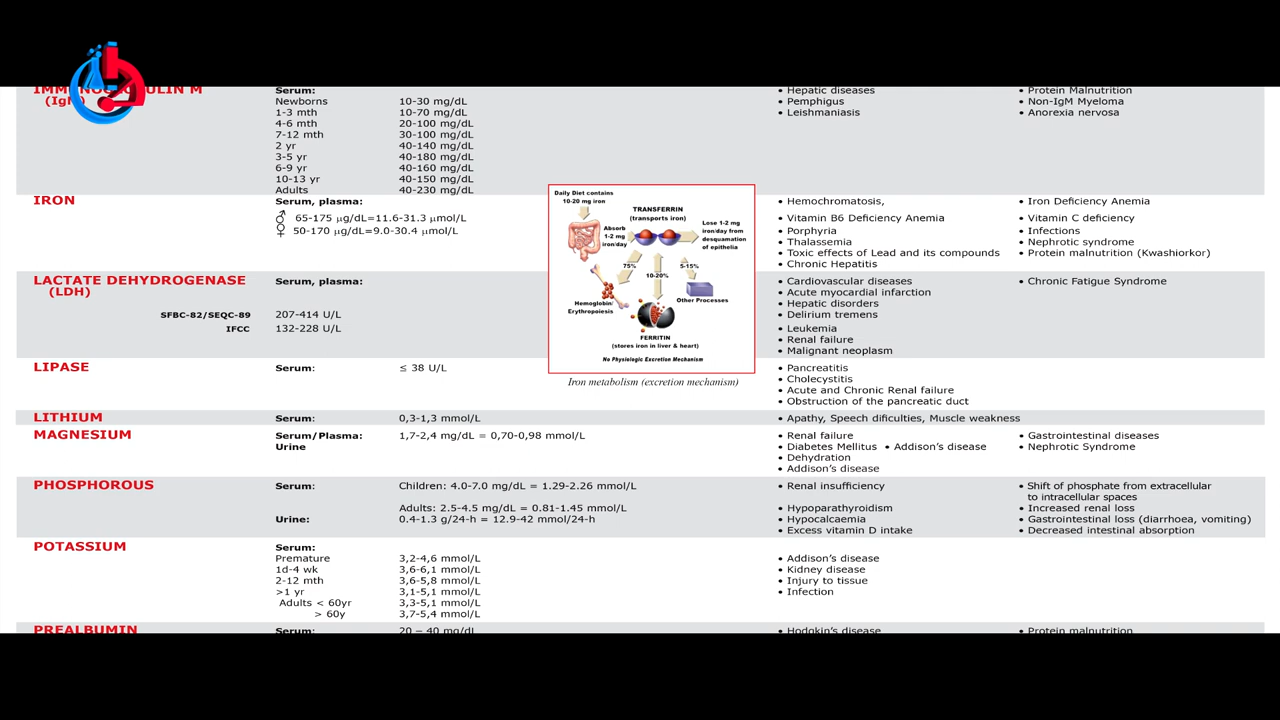 IMMUNOGLOBULIN M Serum: • Hepatic diseases • Protein Malnutrition
(IgM) Newborns 10-30 mg/dL • Pemphigus • Non-IgM Myeloma
1-3 mth 10-70 mg/dL • Leishmaniasis • Anorexia nervosa
4-6 mth 20-100 mg/dL
7-12 mth 30-100 mg/dL
2 yr 40-140 mg/dL
3-5 yr 40-180 mg/dL
6-9 yr 40-160 mg/dL
10-13 yr 40-150 mg/dL
Adults 40-230 mg/dL
IRON Serum, plasma: • Hemochromatosis, • Iron Deficiency Anemia
♂ 65-175 µg/dL=11.6-31.3 µmol/L • Vitamin B6 Deficiency Anemia • Vitamin C deficiency
♀ 50-170 µg/dL=9.0-30.4 µmol/L • Porphyria • Infections
• Thalassemia • Nephrotic syndrome
• Toxic effects of Lead and its compounds • Protein malnutrition (Kwashiorkor)
• Chronic Hepatitis
Daily Diet contains
10-20 mg iron
TRANSFERRIN
(transports iron)
Absorb
1-2 mg
iron/day
Lose 1-2 mg
iron/day from
desquamation
of epithelia
75%
10-20%
5-15%
Hemoglobin/
Erythropoiesis
Other Processes
FERRITIN
(stores iron in liver & heart)
No Physiologic Excretion Mechanism
Iron metabolism (excretion mechanism)
LACTATE DEHYDROGENASE Serum, plasma: • Cardiovascular diseases • Chronic Fatigue Syndrome
(LDH) • Acute myocardial infarction
• Hepatic disorders
SFBC-82/SEQC-89 207-414 U/L • Delirium tremens
IFCC 132-228 U/L • Leukemia
• Renal failure
• Malignant neoplasm
LIPASE Serum: ≤ 38 U/L • Pancreatitis
• Cholecystitis
• Acute and Chronic Renal failure
• Obstruction of the pancreatic duct
LITHIUM Serum: 0,3-1,3 mmol/L • Apathy, Speech dificulties, Muscle weakness
MAGNESIUM Serum/Plasma: 1,7-2,4 mg/dL = 0,70-0,98 mmol/L • Renal failure • Gastrointestinal diseases
Urine • Diabetes Mellitus • Addison's disease • Nephrotic Syndrome
• Dehydration
• Addison's disease
PHOSPHOROUS Serum: Children: 4.0-7.0 mg/dL = 1.29-2.26 mmol/L • Renal insufficiency • Shift of phosphate from extracellular
to intracellular spaces
Adults: 2.5-4.5 mg/dL = 0.81-1.45 mmol/L • Hypoparathyroidism • Increased renal loss
Urine: 0.4-1.3 g/24-h = 12.9-42 mmol/24-h • Hypocalcaemia • Gastrointestinal loss (diarrhoea, vomiting)
• Excess vitamin D intake • Decreased intestinal absorption
POTASSIUM Serum:
Premature 3,2-4,6 mmol/L • Addison's disease
1d-4 wk 3,6-6,1 mmol/L • Kidney disease
2-12 mth 3,6-5,8 mmol/L • Injury to tissue
>1 yr 3,1-5,1 mmol/L • Infection
Adults < 60yr 3,3-5,1 mmol/L
> 60y 3,7-5,4 mmol/L
PREALBUMIN Serum: 20 – 40 mg/dL • Hodgkin's disease • Protein malnutrition